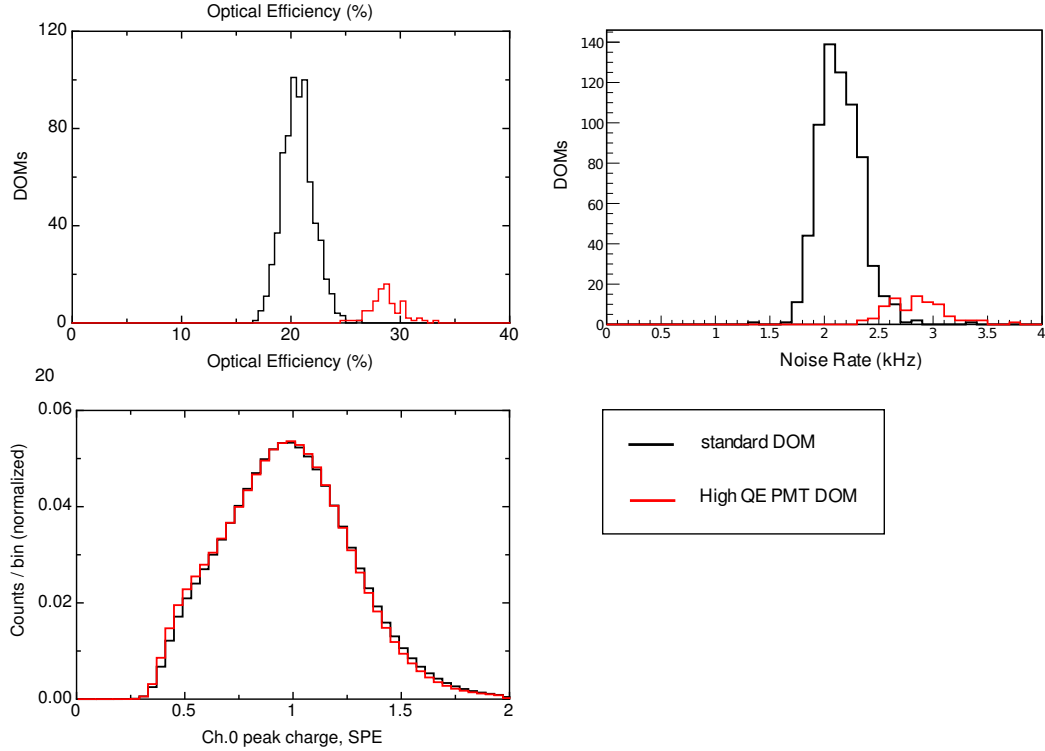 Optical Efficiency (%)
120
80
40
0
DOMs
0 10 20 30 40
Optical Efficiency (%)
140
120
100
80
60
40
20
0
DOMs
0 0.5 1 1.5 2 2.5 3 3.5 4
Noise Rate (kHz)
20
0.06
0.04
0.02
0.00
Counts / bin (normalized)
0 0.5 1 1.5 2
Ch.0 peak charge, SPE
standard DOM
High QE PMT DOM